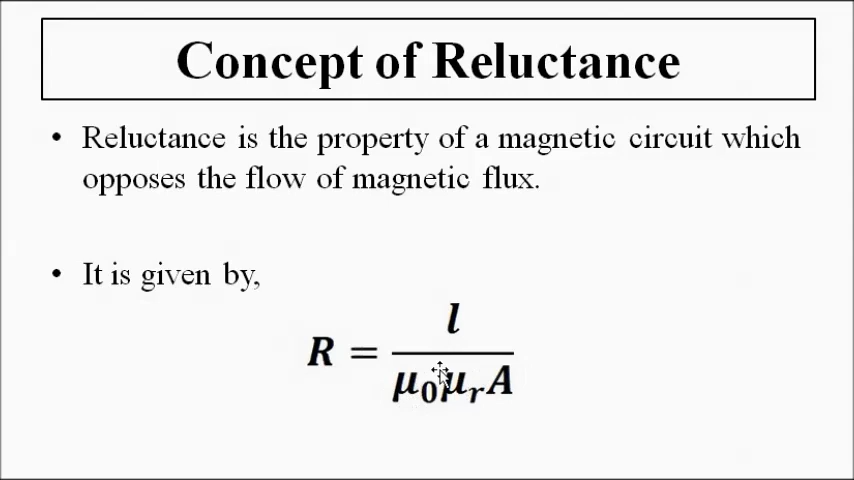 Concept of Reluctance
• Reluctance is the property of a magnetic circuit which
opposes the flow of magnetic flux.
• It is given by,
R = l / μ₀μᵣA